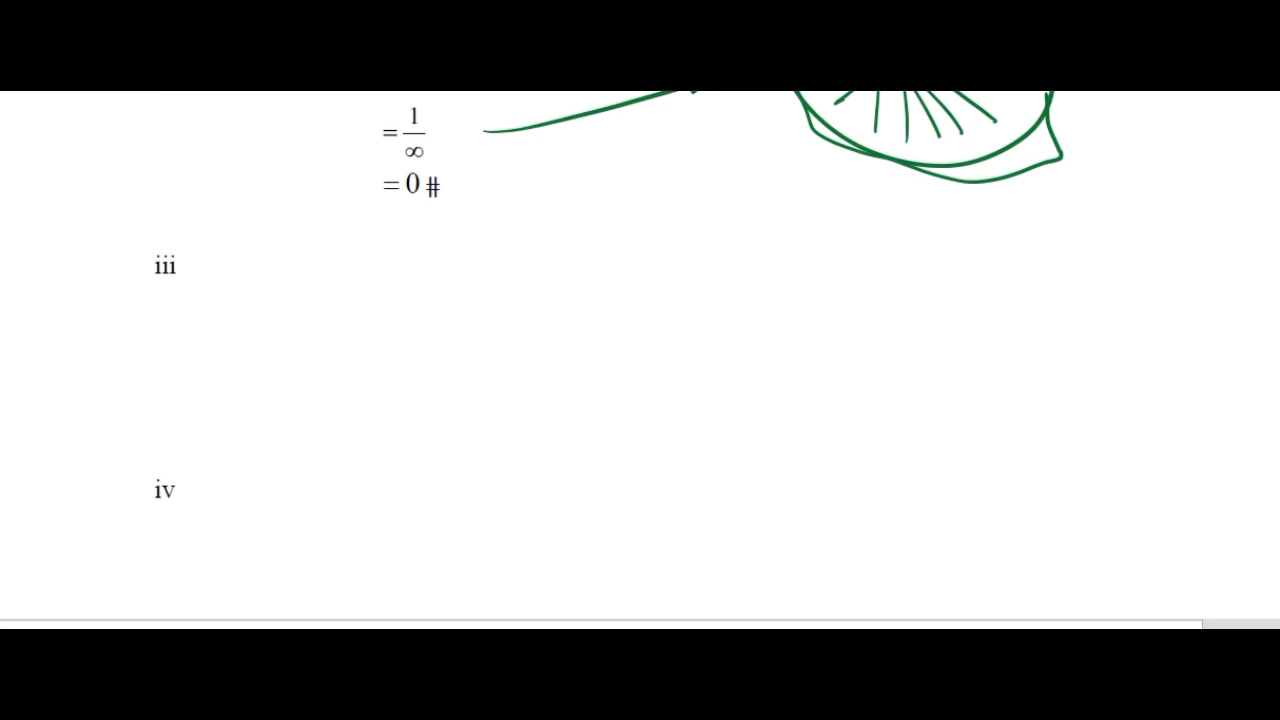 = 1/∞
= 0 #
iii
iv